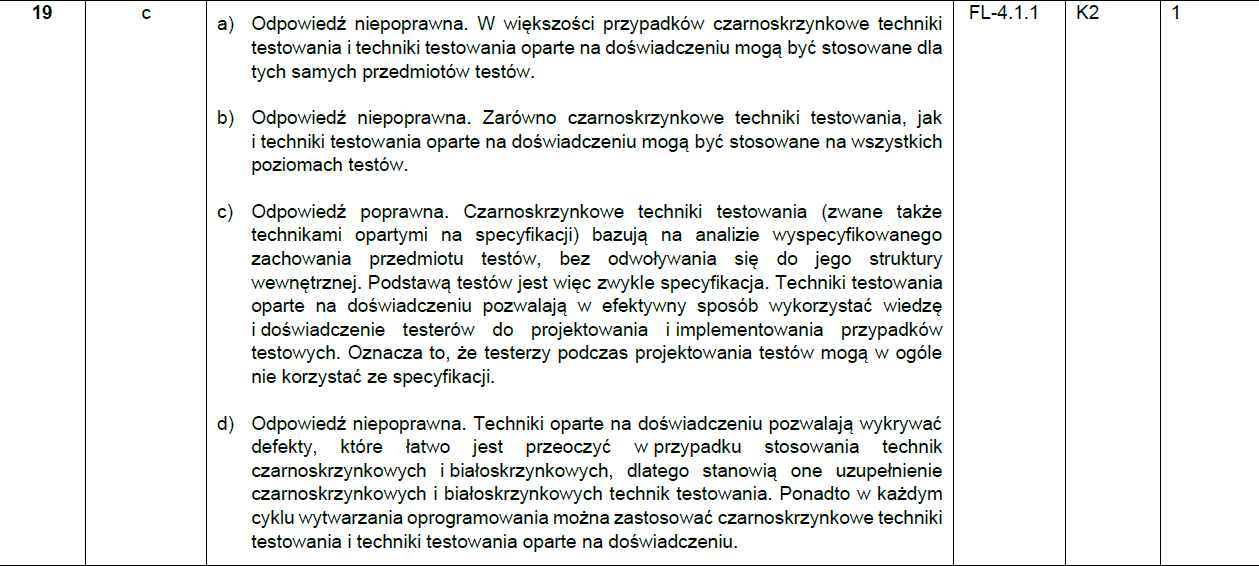 19 c a) Odpowiedź niepoprawna. W większości przypadków czarnoskrzynkowe techniki FL-4.1.1 K2 1
testowania i techniki testowania oparte na doświadczeniu mogą być stosowane dla
tych samych przedmiotów testów.
b) Odpowiedź niepoprawna. Zarówno czarnoskrzynkowe techniki testowania, jak
i techniki testowania oparte na doświadczeniu mogą być stosowane na wszystkich
poziomach testów.
c) Odpowiedź poprawna. Czarnoskrzynkowe techniki testowania (zwane także
technikami opartymi na specyfikacji) bazują na analizie wyspecyfikowanego
zachowania przedmiotu testów, bez odwoływania się do jego struktury
wewnętrznej. Podstawą testów jest więc zwykle specyfikacja. Techniki testowania
oparte na doświadczeniu pozwalają w efektywny sposób wykorzystać wiedzę
i doświadczenie testerów do projektowania i implementowania przypadków
testowych. Oznacza to, że testerzy podczas projektowania testów mogą w ogóle
nie korzystać ze specyfikacji.
d) Odpowiedź niepoprawna. Techniki oparte na doświadczeniu pozwalają wykrywać
defekty, które łatwo jest przeoczyć w przypadku stosowania technik
czarnoskrzynkowych i białoskrzynkowych, dlatego stanowią one uzupełnienie
czarnoskrzynkowych i białoskrzynkowych technik testowania. Ponadto w każdym
cyklu wytwarzania oprogramowania można zastosować czarnoskrzynkowe techniki
testowania i techniki testowania oparte na doświadczeniu.